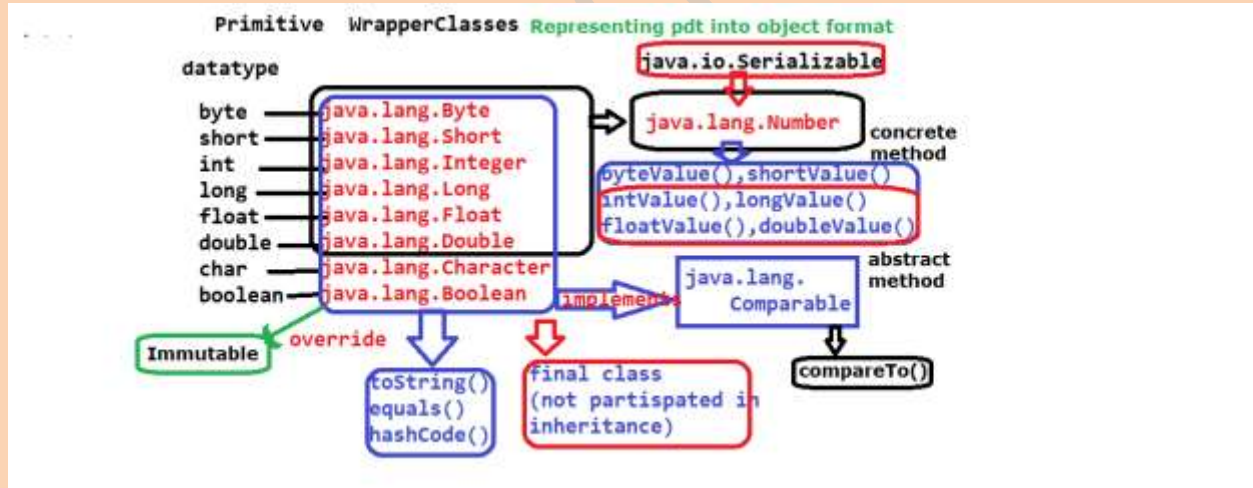 Primitive WrapperClasses Representing pdt into object format
java.io.Serializable
datatype
byte java.lang.Byte
short java.lang.Short
int java.lang.Integer
long java.lang.Long
float java.lang.Float
double java.lang.Double
char java.lang.Character
boolean java.lang.Boolean
java.lang.Number
concrete
method
byteValue(),shortValue()
intValue(),longValue()
floatValue(),doubleValue()
abstract
method
implements
java.lang.
Comparable
compareTo()
override
Immutable
toString()
equals()
hashCode()
final class
(not partispated in
inheritance)